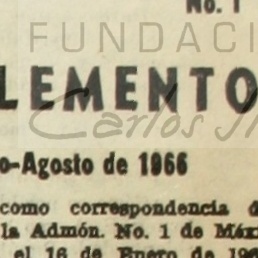 No. 1
FUNDACI
LEMENTO
Carlos
o-Agosto de 1966
como correspondencia d
la Admón. No. 1 de Méx
el 16 de Enero de 196